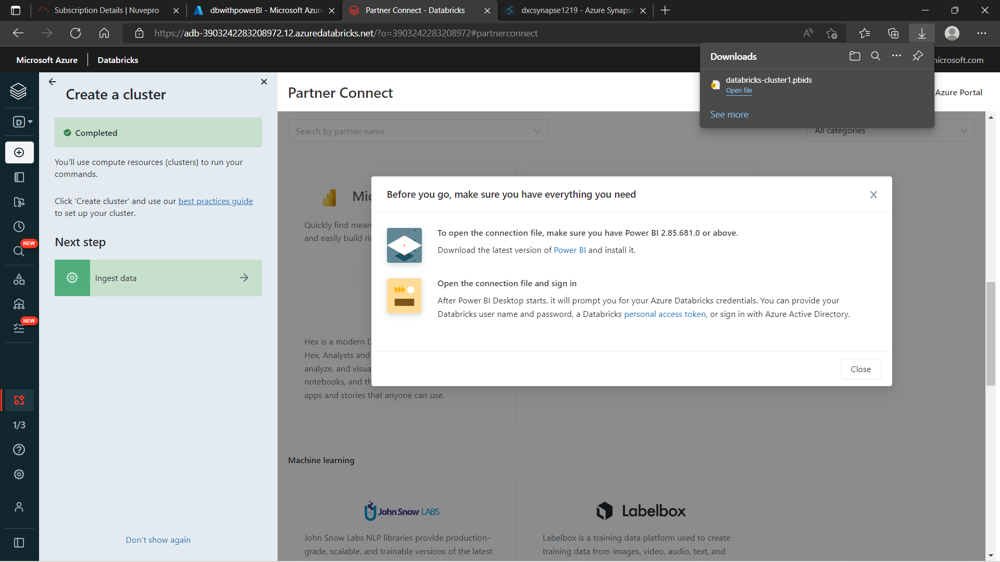 Subscription Details | Nuvepro
dbwithpowerBI - Microsoft Azure
Partner Connect - Databricks
dxcsynapse1219 - Azure Synapse
https://adb-3903242283208972.12.azuredatabricks.net/?o=3903242283208972#partnerconnect
Microsoft Azure
Databricks
Downloads
microsoft.com
databricks-cluster1.pbids
Open file
See more
Create a cluster
Partner Connect
Azure Portal
D
Completed
Search by partner name
All categories
You'll use compute resources (clusters) to run your
commands.
Click 'Create cluster' and use our best practices guide
to set up your cluster.
Next step
Ingest data
NEW
NEW
1/3
Don't show again
Mic
Quickly find mean
and easily build ri
Before you go, make sure you have everything you need
To open the connection file, make sure you have Power BI 2.85.681.0 or above.
Download the latest version of Power BI and install it.
Open the connection file and sign in
After Power BI Desktop starts, it will prompt you for your Azure Databricks credentials. You can provide your
Databricks user name and password, a Databricks personal access token, or sign in with Azure Active Directory.
Close
Hex is a modern D
Hex, Analysts and
analyze, and visua
notebooks, and th
apps and stories that anyone can use.
Machine learning
John Snow LABS
Labelbox
John Snow Labs NLP libraries provide production-
grade, scalable, and trainable versions of the latest
Labelbox is a training data platform used to create
training data from images, video, audio, text, and